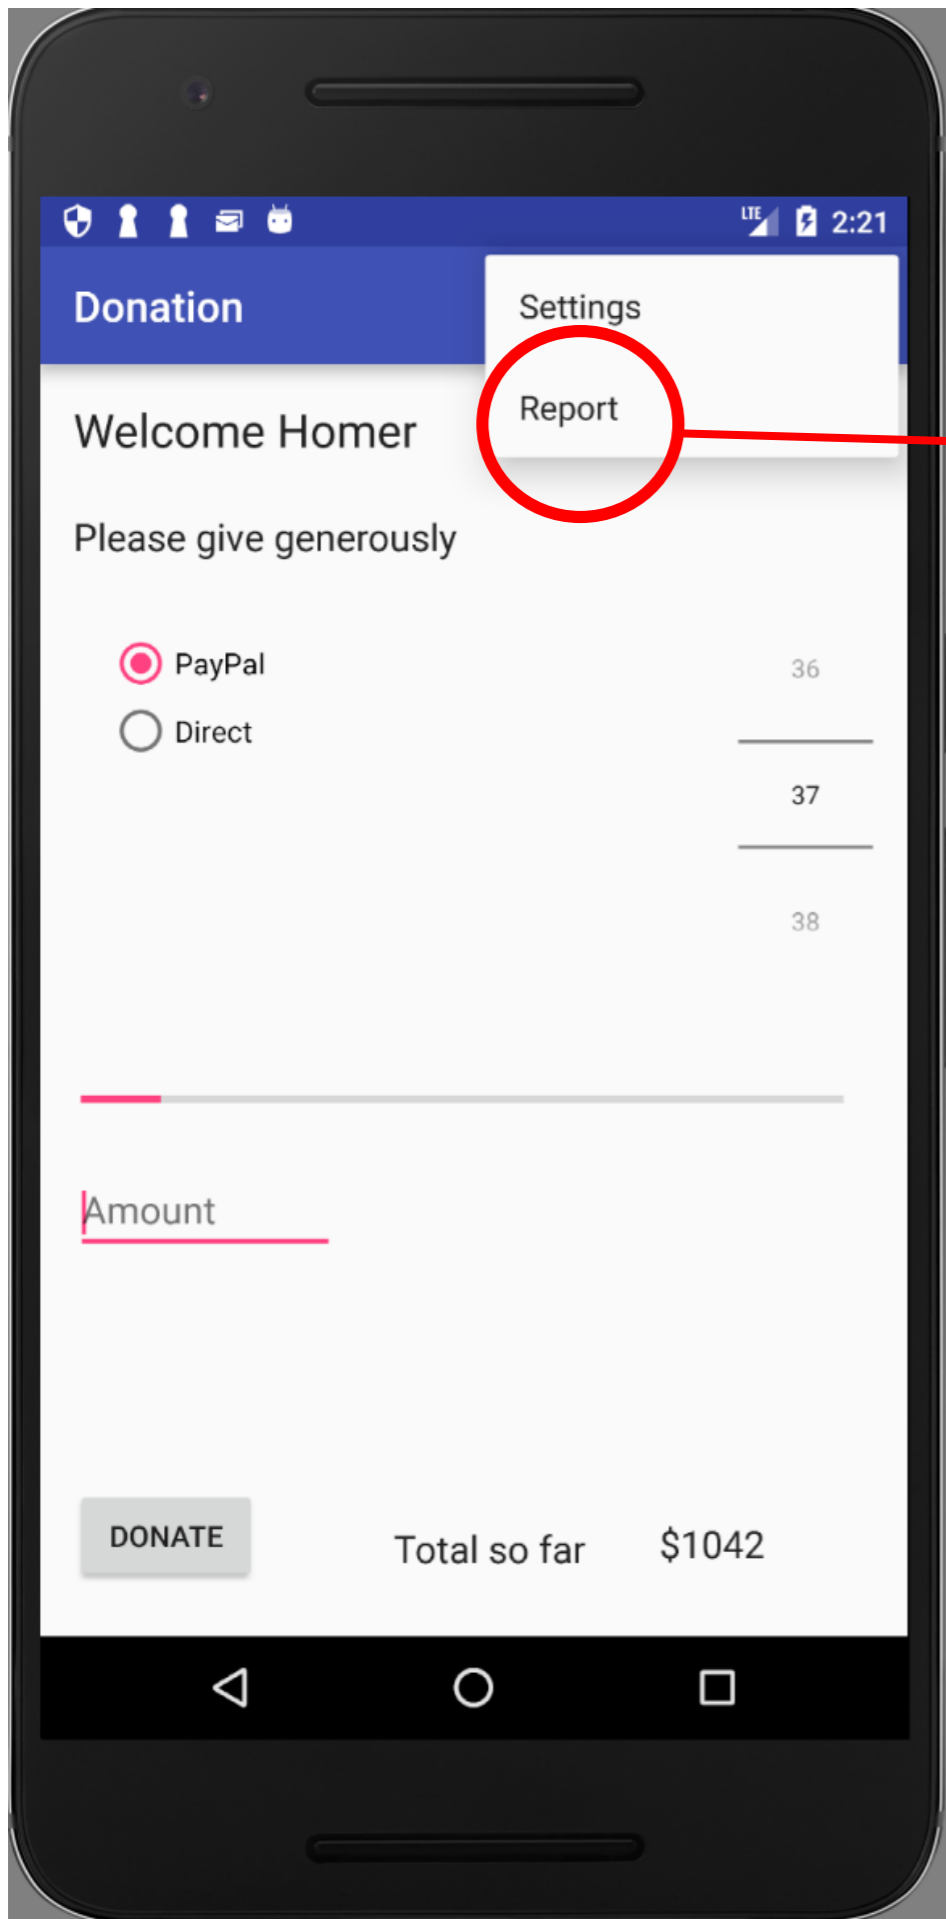 LTE 2:21
Donation
Settings
Report
Welcome Homer
Please give generously
PayPal
Direct
36
37
38
Amount
DONATE
Total so far
$1042